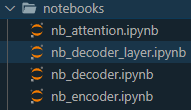 notebooks
nb_attention.ipynb
nb_decoder_layer.ipynb
nb_decoder.ipynb
nb_encoder.ipynb